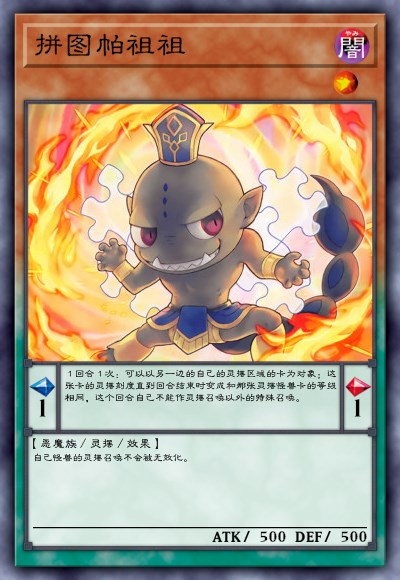 拼图帕祖祖
やみ
闇
1回合1次:可以以另一边的自己的灵摆区域的卡为对象;这
张卡的灵摆刻度直到回合结束时变成和那张灵摆怪兽卡的等级
相同,这个回合自己不能作灵摆召唤以外的特殊召唤。
1
1
【恶魔族/灵摆/效果】
自己怪兽的灵摆召唤不会被无效化。
ATK/ 500 DEF/ 500